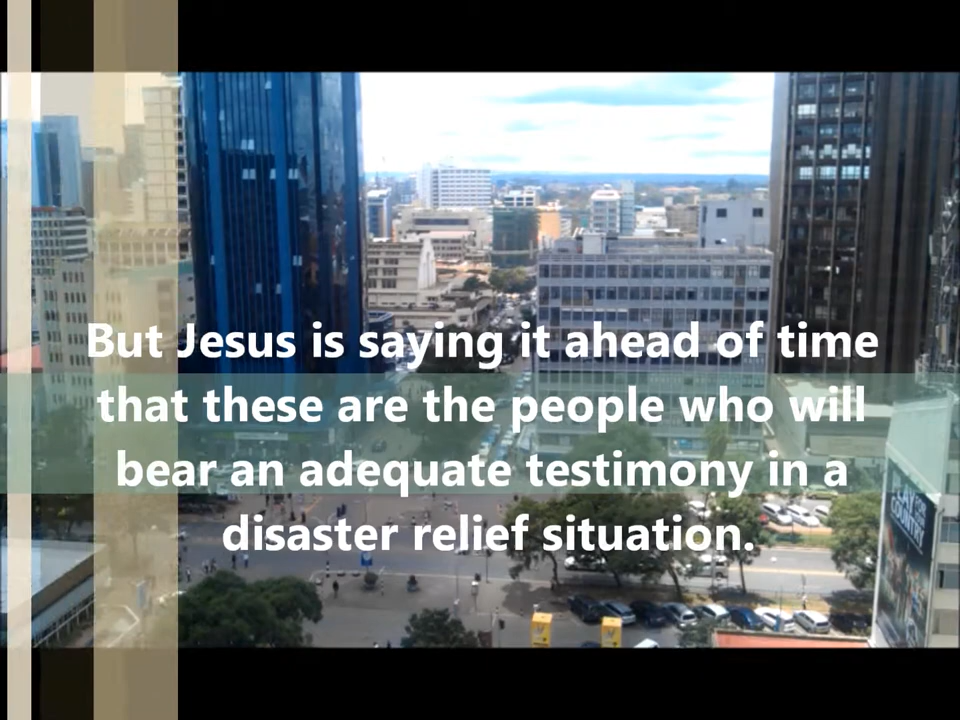 But Jesus is saying it ahead of time
that these are the people who will
bear an adequate testimony in a
disaster relief situation.
COUNTRY